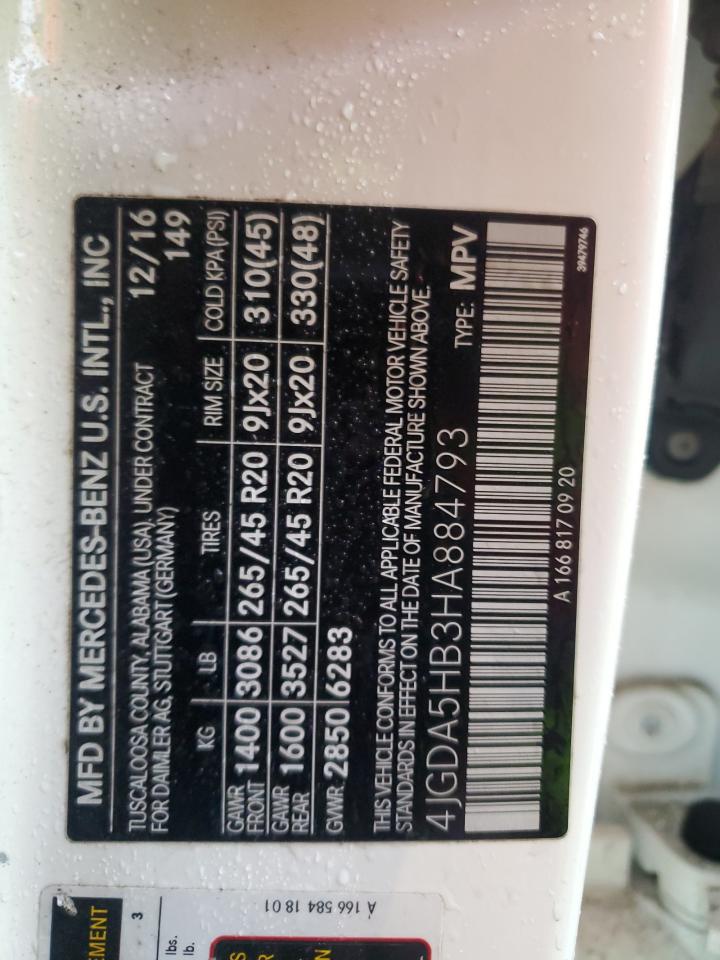 MFD BY MERCEDES-BENZ U.S. INTL., INC
TUSCALOOSA COUNTY, ALABAMA (USA), UNDER CONTRACT 12/16
FOR DAIMLER AG, STUTTGART (GERMANY) 149
KG LB TIRES RIM SIZE COLD KPA(PSI)
GAWR FRONT 1400 3086 265/45 R20 9Jx20 310(45)
GAWR REAR 1600 3527 265/45 R20 9Jx20 330(48)
GWR 2850 6283
THIS VEHICLE CONFORMS TO ALL APPLICABLE FEDERAL MOTOR VEHICLE SAFETY
STANDARDS IN EFFECT ON THE DATE OF MANUFACTURE SHOWN ABOVE.
4JGDA5HB3HA884793 TYPE: MPV
A 166 817 09 20 39479746
EMENT
3
lbs.
lb.
A 166 584 18 01